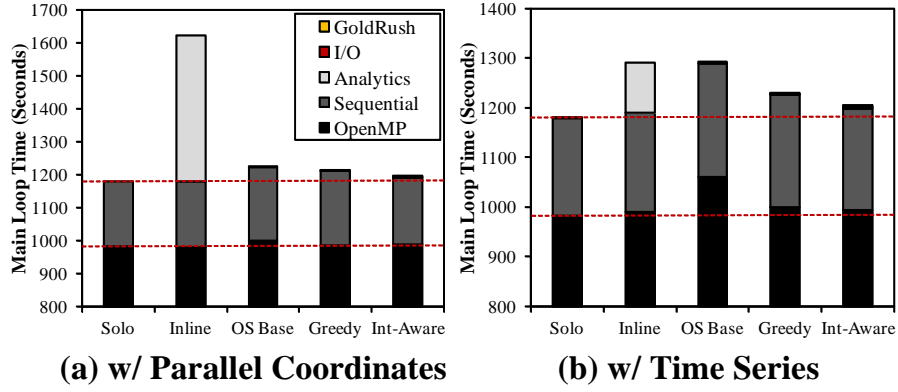 Main Loop Time (Seconds)
1700
1600
1500
1400
1300
1200
1100
1000
900
800
GoldRush
I/O
Analytics
Sequential
OpenMP
Solo Inline OS Base Greedy Int-Aware
(a) w/ Parallel Coordinates
Main Loop Time (Seconds)
1400
1300
1200
1100
1000
900
800
Solo Inline OS Base Greedy Int-Aware
(b) w/ Time Series